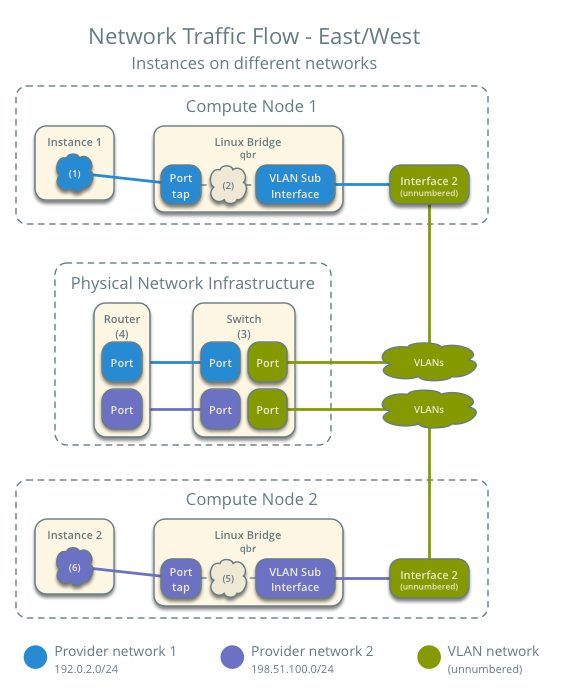 Network Traffic Flow - East/West
Instances on different networks
Compute Node 1
Instance 1
(1)
Linux Bridge
qbr
Port
tap
(2)
VLAN Sub
Interface
Interface 2
(unnumbered)
Physical Network Infrastructure
Router
(4)
Switch
(3)
Port
Port
Port
VLANs
Port
Port
Port
VLANs
Compute Node 2
Instance 2
(6)
Linux Bridge
qbr
Port
tap
(5)
VLAN Sub
Interface
Interface 2
(unnumbered)
Provider network 1
192.0.2.0/24
Provider network 2
198.51.100.0/24
VLAN network
(unnumbered)